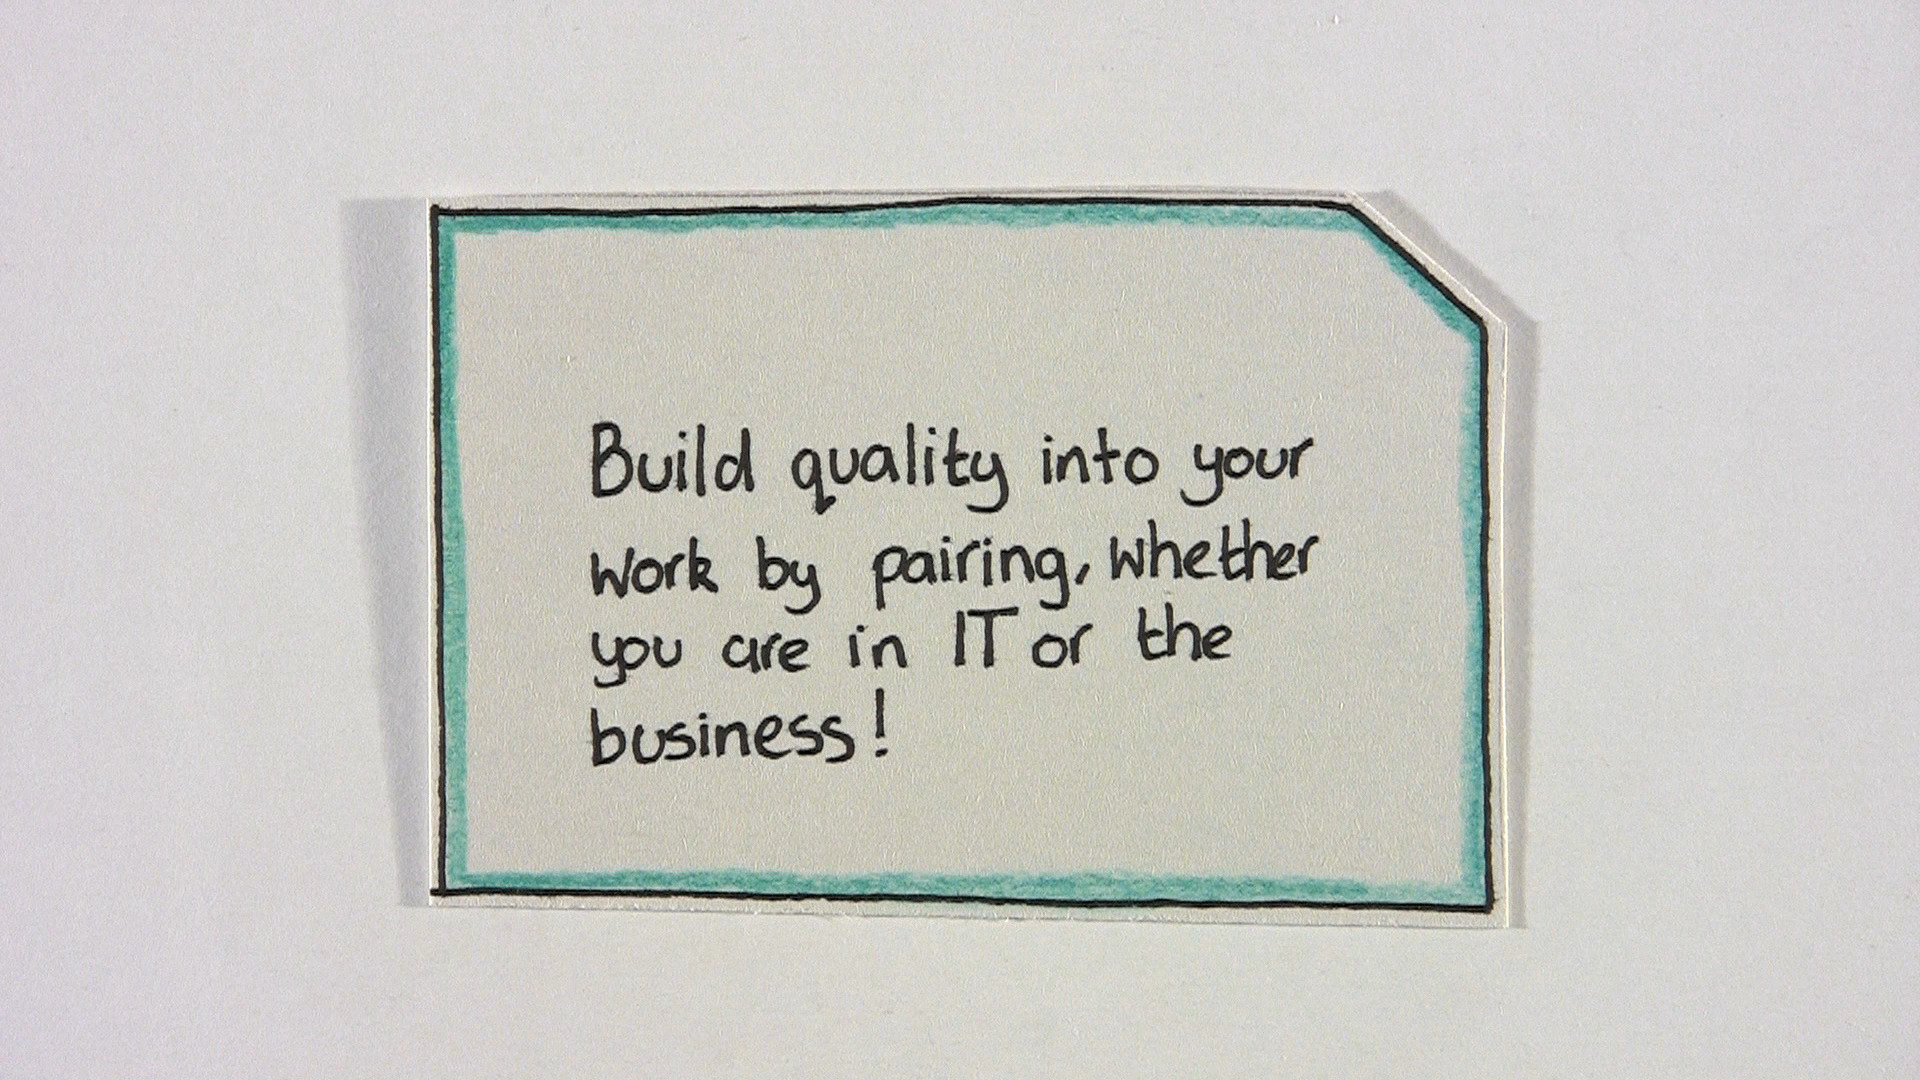 Build quality into your
work by pairing, whether
you are in IT or the
business!